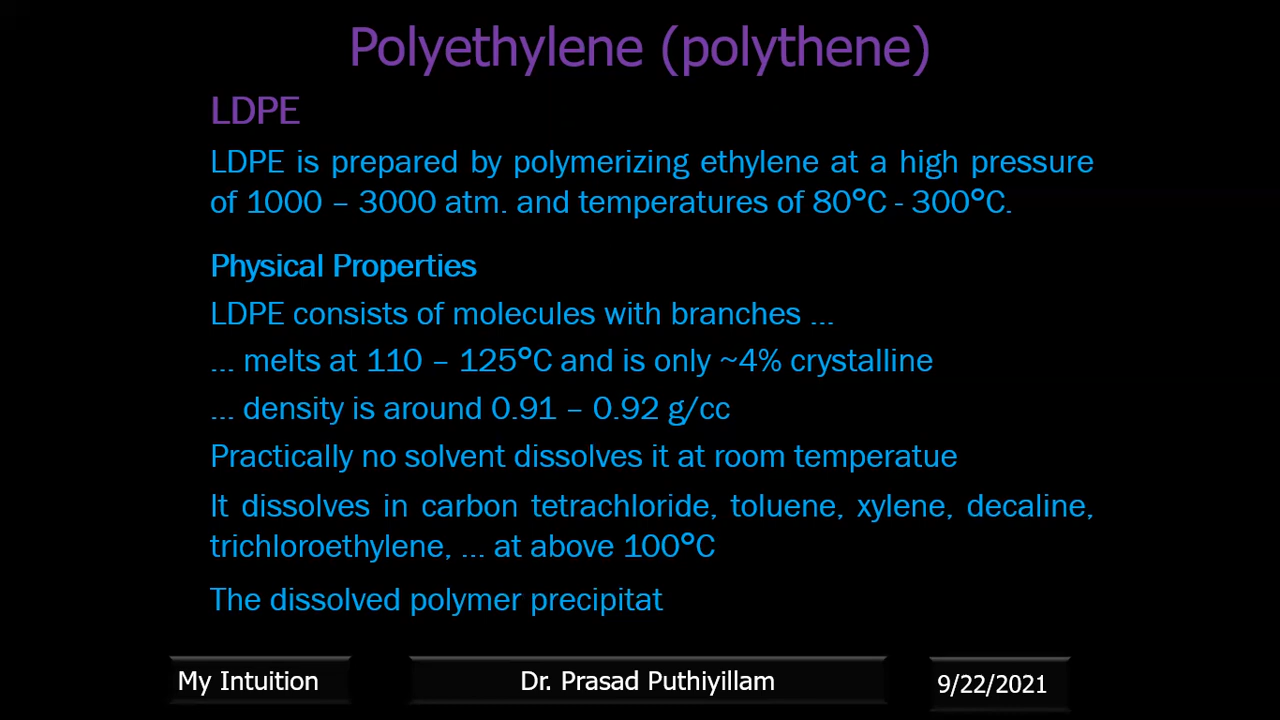 Polyethylene (polythene)
LDPE
LDPE is prepared by polymerizing ethylene at a high pressure
of 1000 – 3000 atm. and temperatures of 80°C - 300°C.
Physical Properties
LDPE consists of molecules with branches ...
... melts at 110 – 125°C and is only ~4% crystalline
... density is around 0.91 – 0.92 g/cc
Practically no solvent dissolves it at room temperatue
It dissolves in carbon tetrachloride, toluene, xylene, decaline,
trichloroethylene, ... at above 100°C
The dissolved polymer precipitat
My Intuition
Dr. Prasad Puthiyillam
9/22/2021